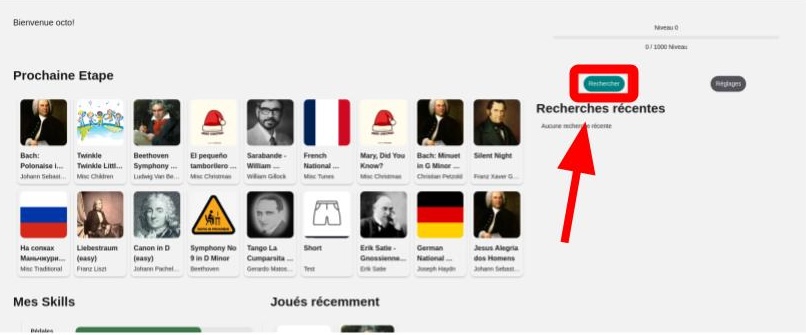 Bienvenue octo!
Niveau 0
0 / 1000 Niveau
Prochaine Etape
Rechercher
Réglages
Recherches récentes
Aucune recherche récente
Bach: Polonaise i...
Johann Sebast...
Twinkle Twinkle Littl...
Misc Children
Beethoven Symphony ...
Ludwig Van Be...
El pequeño tamborilero ...
Misc Christmas
Sarabande - William ...
William Gillock
French National ...
Misc Tunes
Mary, Did You Know?
Misc Christmas
Bach: Minuet in G Minor ...
Christian Petzold
Silent Night
Franz Xaver G...
На сопках Маньчжури...
Misc Traditional
Liebestraum (easy)
Franz Liszt
Canon in D (easy)
Johann Pachel...
Symphony No 9 in D Minor
Beethoven
Tango La Cumparsita ...
Gerardo Matos...
Short
Test
Erik Satie - Gnossienne...
Erik Satie
German National ...
Joseph Haydn
Jesus Alegria dos Homens
Johann Sebast...
Mes Skills
Joués récemment
Pédales